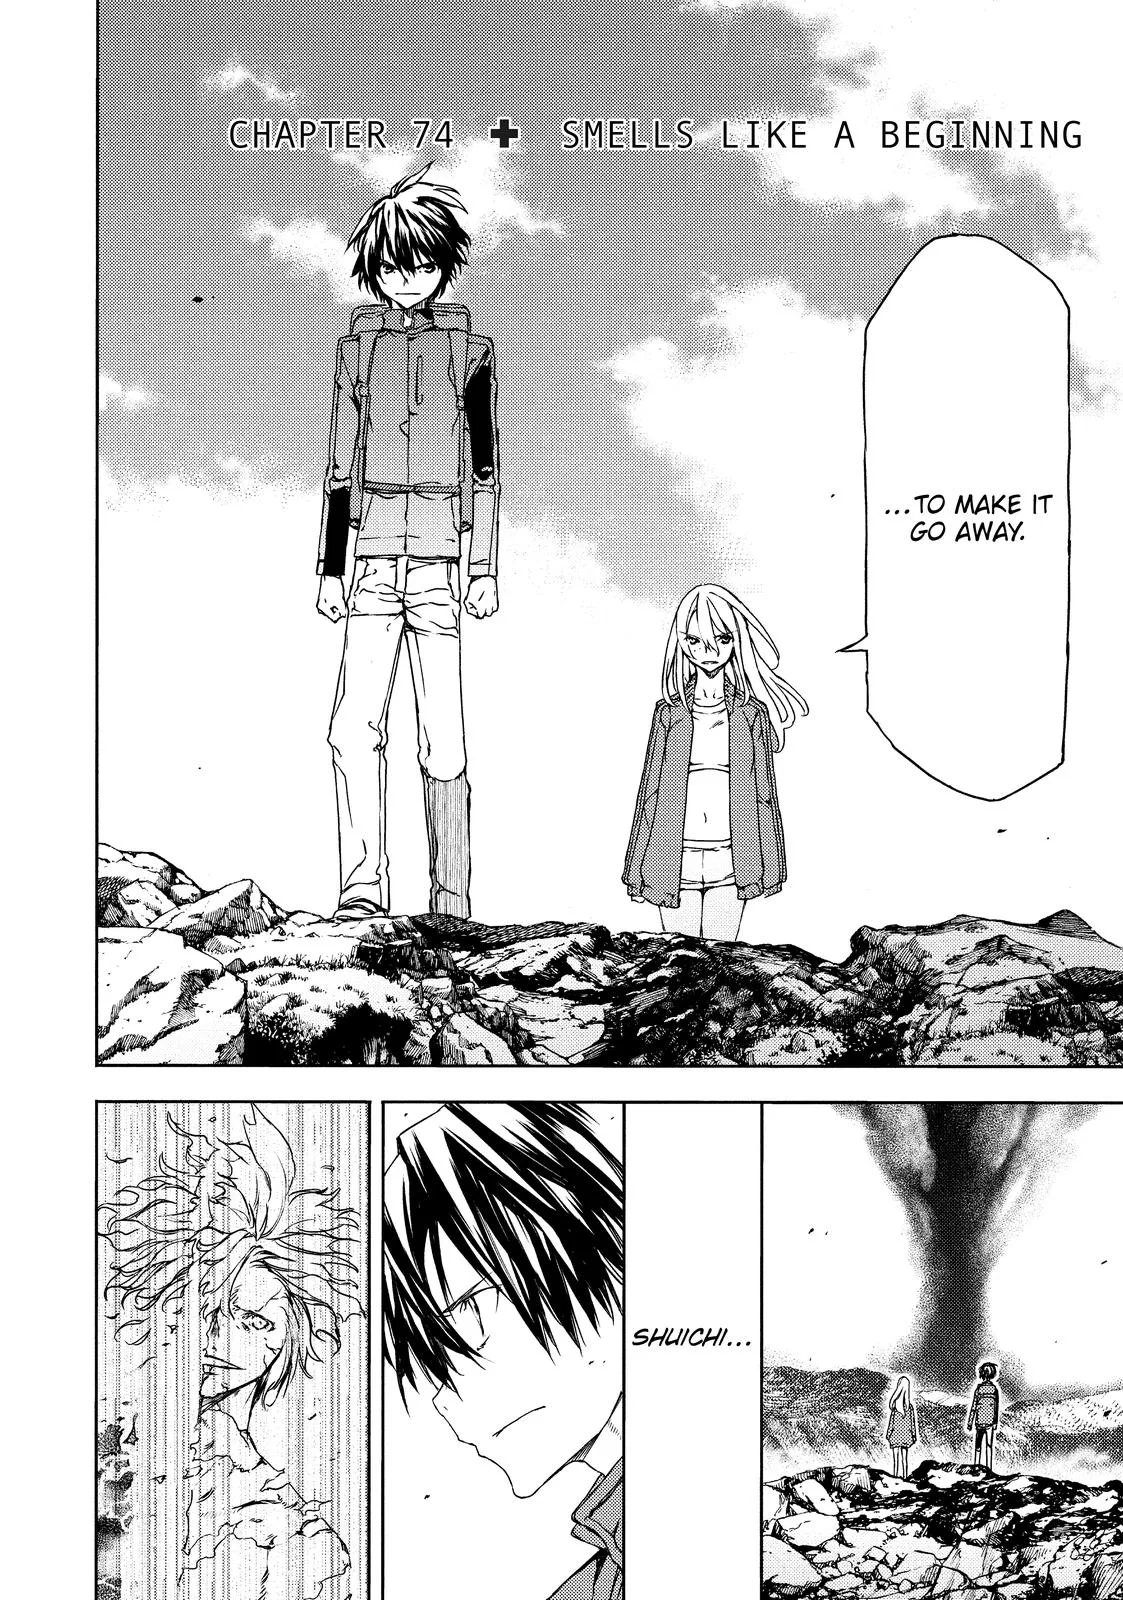 CHAPTER 74 ✚ SMELLS LIKE A BEGINNING
...TO MAKE IT
GO AWAY.
SHUICHI...